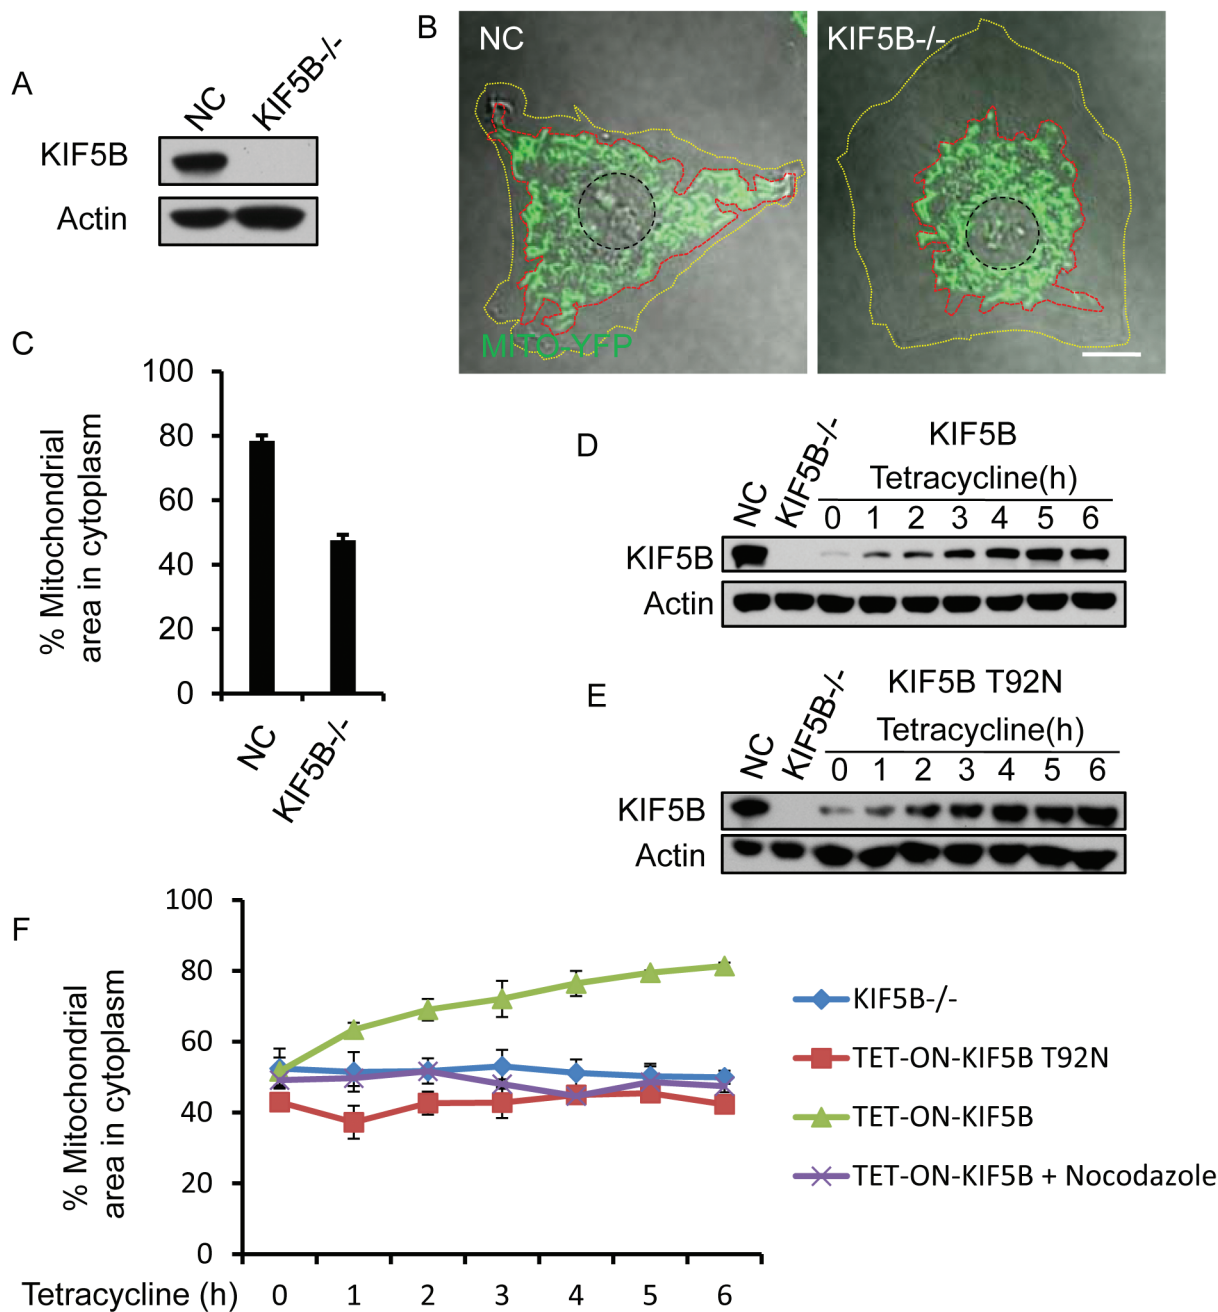 A
NC
KIF5B-/-
KIF5B
Actin
B
NC
KIF5B-/-
MITO-YFP
C
100
80
60
40
20
0
% Mitochondrial
area in cytoplasm
NC
KIF5B-/-
D
NC
KIF5B-/-
KIF5B
Tetracycline(h)
0 1 2 3 4 5 6
KIF5B
Actin
E
NC
KIF5B-/-
KIF5B T92N
Tetracycline(h)
0 1 2 3 4 5 6
KIF5B
Actin
F
100
80
60
40
20
0
% Mitochondrial
area in cytoplasm
Tetracycline (h) 0 1 2 3 4 5 6
KIF5B-/-
TET-ON-KIF5B T92N
TET-ON-KIF5B
TET-ON-KIF5B + Nocodazole